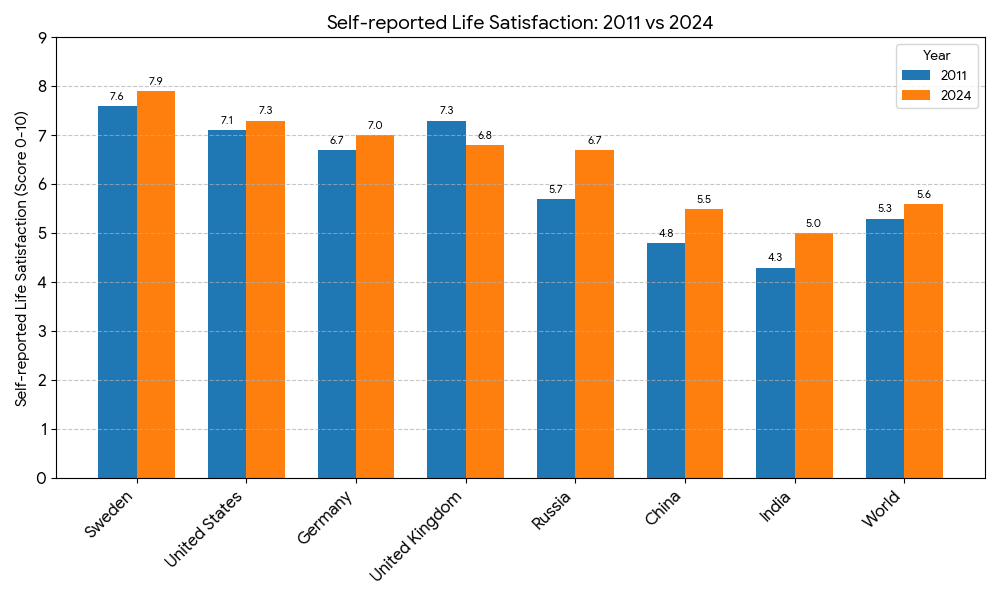 Self-reported Life Satisfaction: 2011 vs 2024
Self-reported Life Satisfaction (Score 0-10)
9
8
7
6
5
4
3
2
1
0
Year
2011
2024
7.6
7.9
7.1
7.3
6.7
7.0
7.3
6.8
5.7
6.7
4.8
5.5
4.3
5.0
5.3
5.6
Sweden
United States
Germany
United Kingdom
Russia
China
India
World